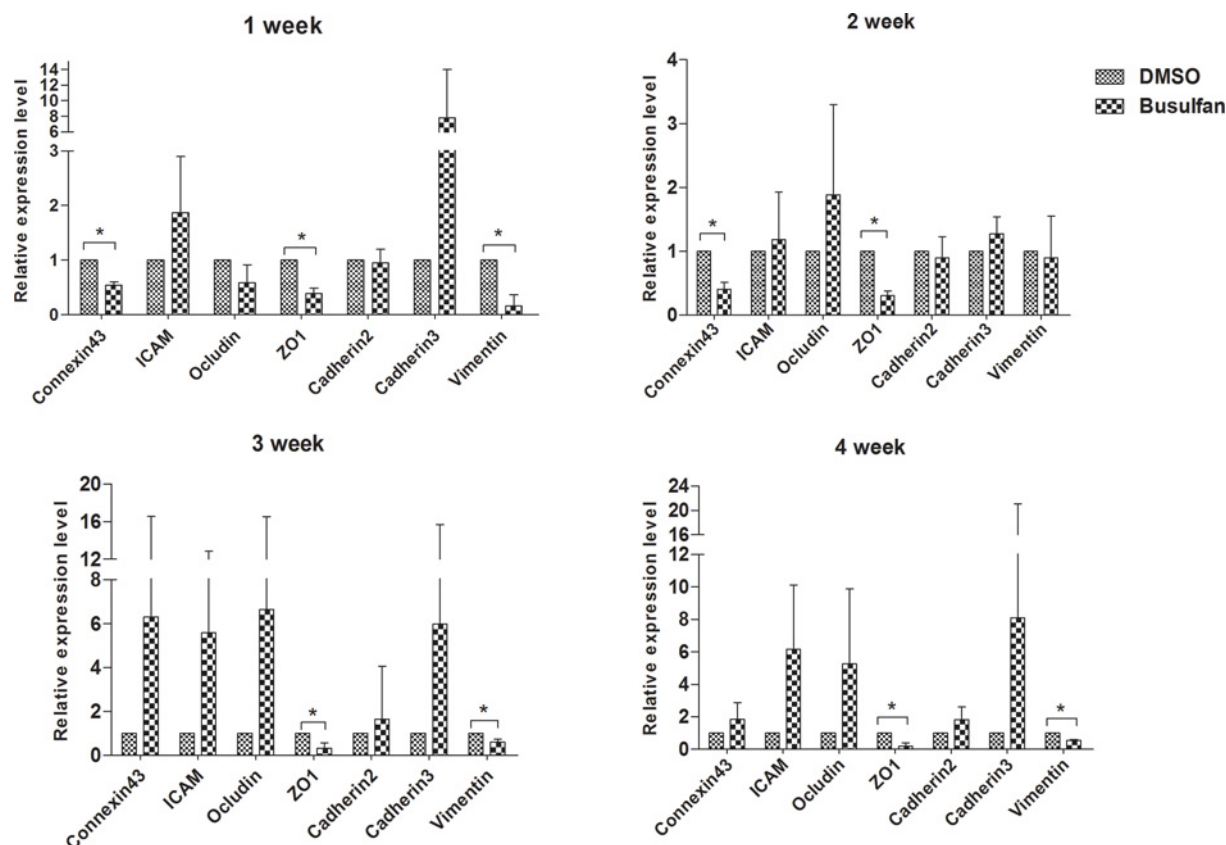 1 week
Relative expression level
14
12
10
8
6
3
2
1
0
*
*
*
Connexin43
ICAM
Ocludin
ZO1
Cadherin2
Cadherin3
Vimentin
2 week
Relative expression level
4
3
2
1
0
*
*
Connexin43
ICAM
Ocludin
ZO1
Cadherin2
Cadherin3
Vimentin
DMSO
Busulfan
3 week
Relative expression level
20
16
12
8
6
4
2
0
*
*
Connexin43
ICAM
Ocludin
ZO1
Cadherin2
Cadherin3
Vimentin
4 week
Relative expression level
24
22
20
18
16
12
10
8
6
4
2
0
*
*
Connexin43
ICAM
Ocludin
ZO1
Cadherin2
Cadherin3
Vimentin